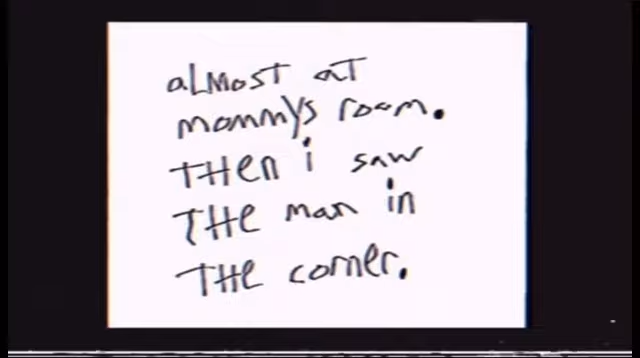 aLMosT aT
mommys room.
THen i saw
THe man in
THe corner.